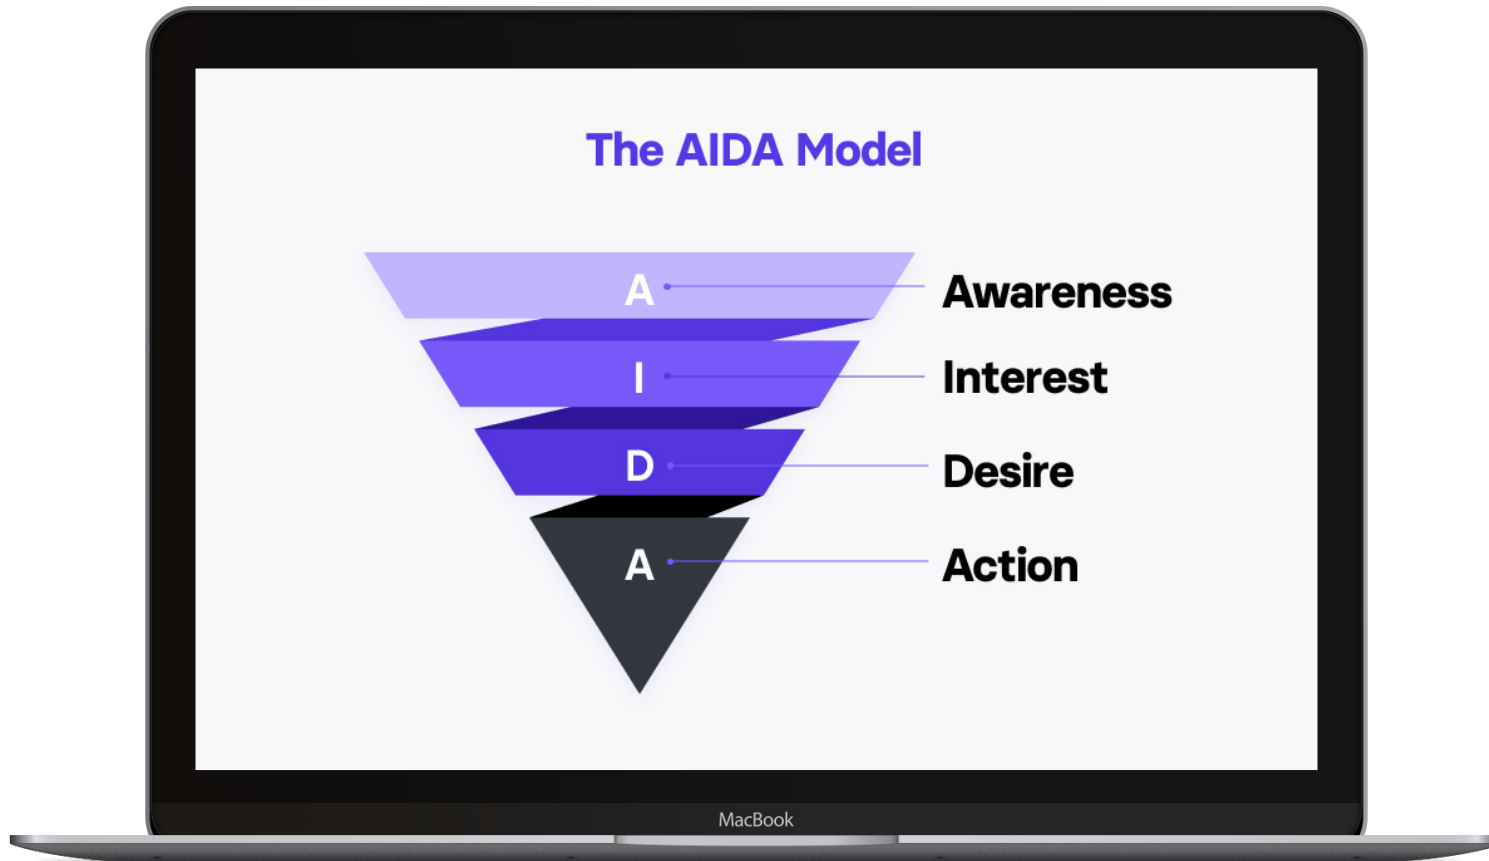 The AIDA Model
A Awareness
I Interest
D Desire
A Action
MacBook